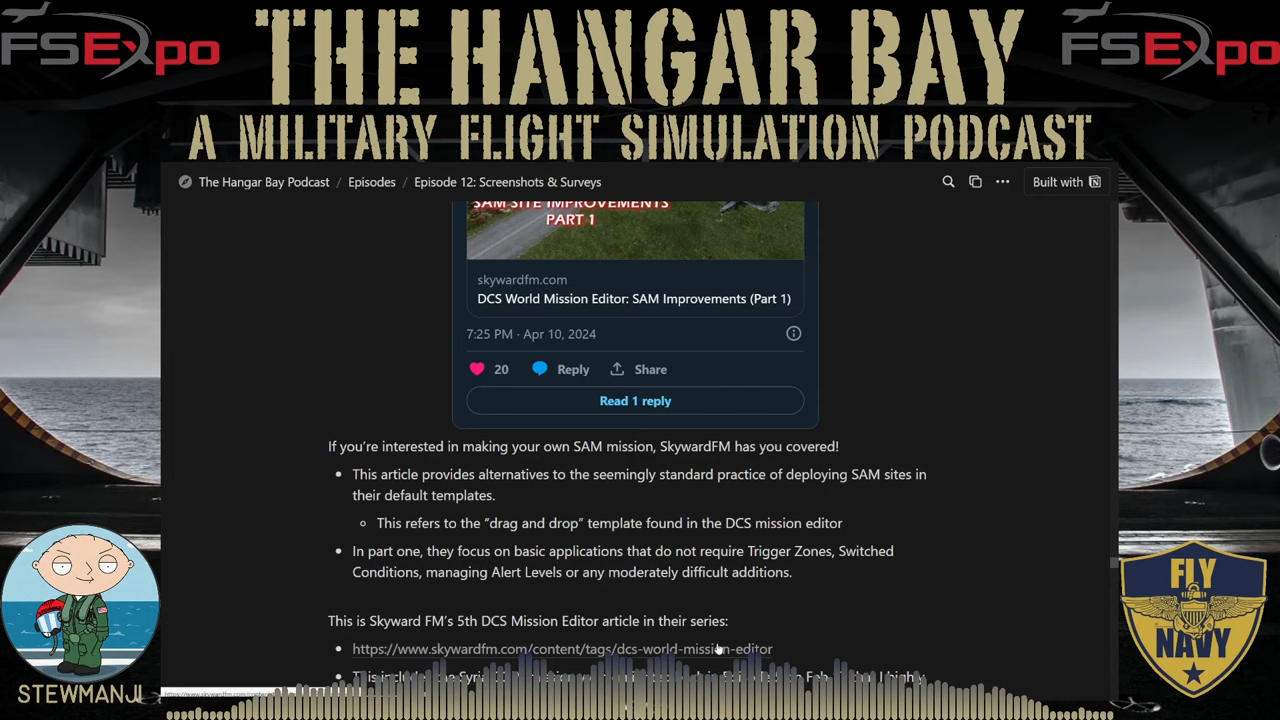 FSExpo
THE HANGAR BAY
FSExpo
A MILITARY FLIGHT SIMULATION PODCAST
The Hangar Bay Podcast / Episodes / Episode 12: Screenshots & Surveys
Built with
SAM SITE IMPROVEMENTS
PART 1
skywardfm.com
DCS World Mission Editor: SAM Improvements (Part 1)
7:25 PM · Apr 10, 2024
20 Reply Share
Read 1 reply
If you’re interested in making your own SAM mission, SkywardFM has you covered!
• This article provides alternatives to the seemingly standard practice of deploying SAM sites in
their default templates.
◦ This refers to the “drag and drop” template found in the DCS mission editor
• In part one, they focus on basic applications that do not require Trigger Zones, Switched
Conditions, managing Alert Levels or any moderately difficult additions.
This is Skyward FM’s 5th DCS Mission Editor article in their series:
• https://www.skywardfm.com/content/tags/dcs-world-mission-editor
STEWMANJI
FLY
NAVY